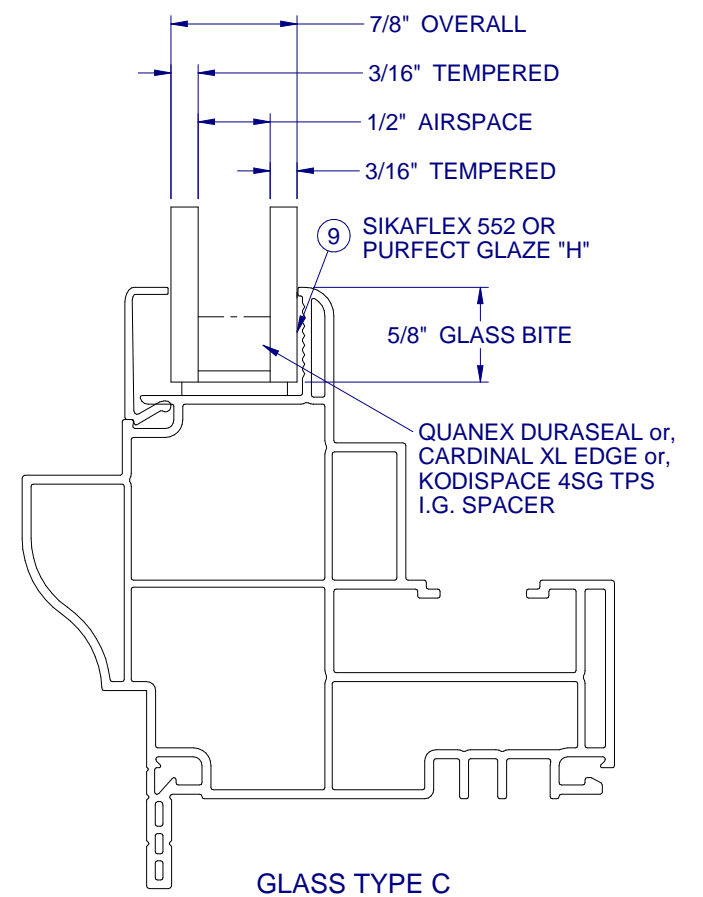 7/8" OVERALL
3/16" TEMPERED
1/2" AIRSPACE
3/16" TEMPERED
9
SIKAFLEX 552 OR
PURFECT GLAZE "H"
5/8" GLASS BITE
QUANEX DURASEAL or,
CARDINAL XL EDGE or,
KODISPACE 4SG TPS
I.G. SPACER
GLASS TYPE C